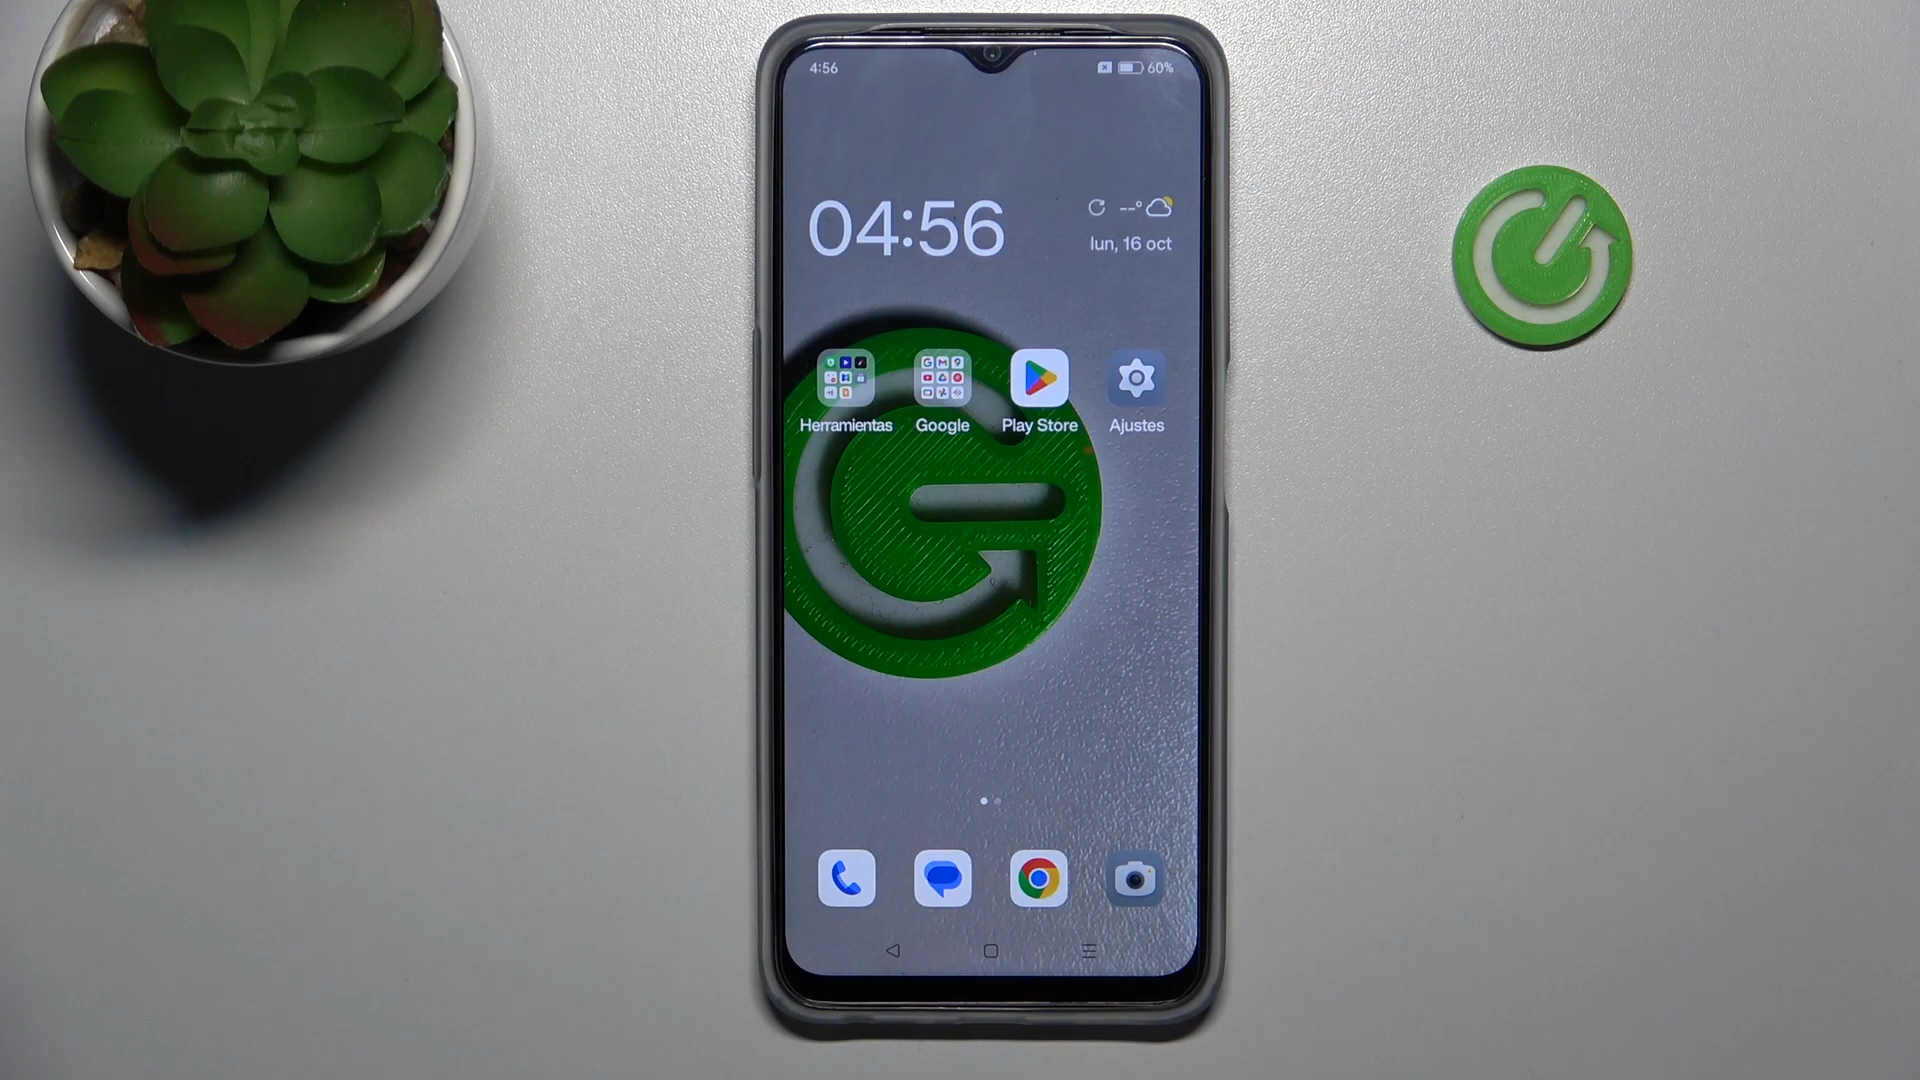 4:56
60%
04:56
--°
lun, 16 oct
Herramientas
Google
Play Store
Ajustes